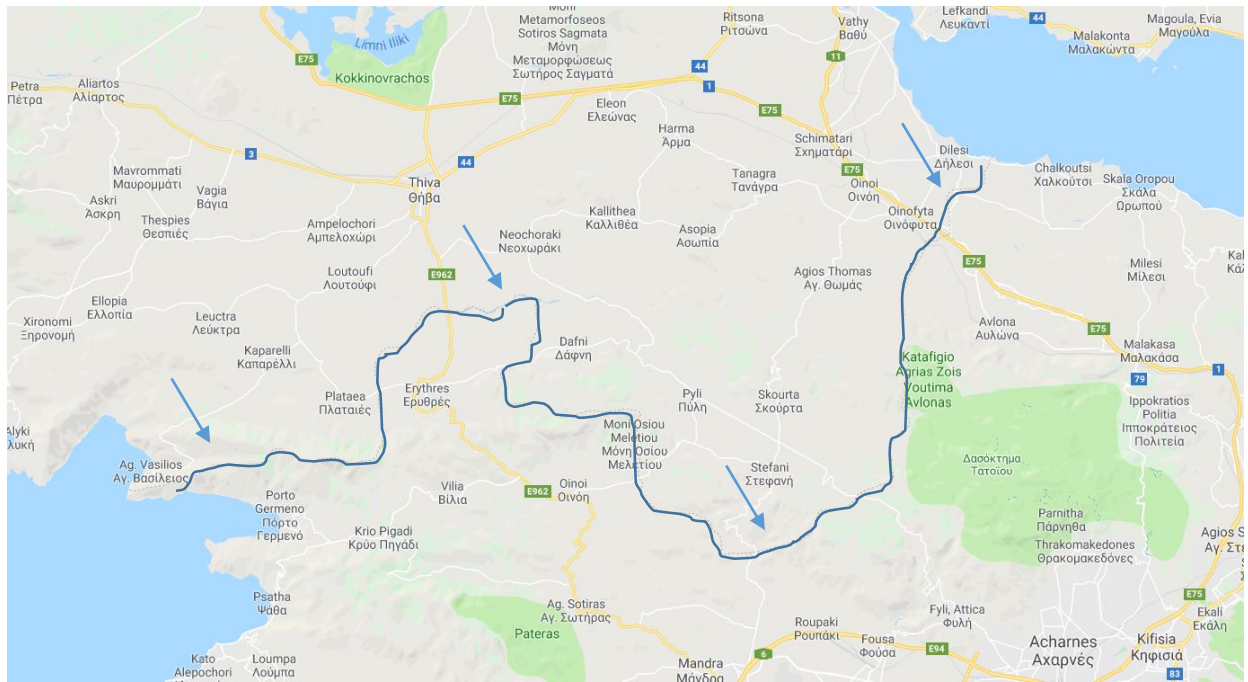 Moni
Metamorfoseos
Sotiros Sagmata
Μόνη
Μεταμορφώσεως
Σωτήρος Σαγματά
Ritsona
Ριτσώνα
Vathy
Βαθύ
Lefkandi
Λευκαντί
44
Magoula, Evia
Μαγούλα
Malakonta
Μαλακώντα
Limni Iliki
E75
Kokkinovrachos
11
44
1
Petra
Πέτρα
Aliartos
Αλίαρτος
E75
Eleon
Ελεώνας
E75
Harma
Άρμα
Schimatari
Σχηματάρι
3
44
Dilesi
Δήλεσι
E75
Chalkoutsi
Χαλκούτσι
Mavrommati
Μαυρομμάτι
Thiva
Θήβα
Tanagra
Τανάγρα
Oinoi
Οινόη
Skala Oropou
Σκάλα
Ωρωπού
Vagia
Βάγια
Askri
Άσκρη
Thespies
Θεσπιές
Ampelochori
Αμπελοχώρι
Kallithea
Καλλιθέα
Asopia
Ασωπία
Oinofyta
Οινόφυτα
Neochoraki
Νεοχωράκι
E75
Milesi
Μίλεσι
Loutoufi
Λουτούφι
E962
Agios Thomas
Αγ. Θωμάς
Ellopia
Ελλοπία
Leuctra
Λεύκτρα
Xironomi
Ξηρονομή
Avlona
Αυλώνα
E75
Malakasa
Μαλακάσα
Kaparelli
Καπαρέλλι
Dafni
Δάφνη
Katafigio
Agrias Zois
Voutima
Avlonas
1
79
Plataea
Πλαταιές
Erythres
Ερυθρές
Pyli
Πύλη
Skourta
Σκούρτα
Ippokratios
Politia
Ιπποκράτειος
Πολιτεία
Alyki
Moni Osiou
Meletiou
Μόνη Οσίου
Μελετίου
Ag. Vasilios
Αγ. Βασίλειος
Stefani
Στεφανή
Δασόκτημα
Τατοΐου
Vilia
Βίλια
E962
Oinoi
Οινόη
Porto
Germeno
Πόρτο
Γερμενό
Krio Pigadi
Κρύο Πηγάδι
Parnitha
Πάρνηθα
Thrakomakedones
Θρακομακεδόνες
Psatha
Ψάθα
E75
Ag. Sotiras
Αγ. Σωτήρας
Fyli, Attica
Φυλή
Ekali
Εκάλη
Pateras
Roupaki
Ρουπάκι
Fousa
Φούσα
Acharnes
Αχαρνές
Kifisia
Κηφισιά
Kato
Alepochori
Loumpa
Λούμπα
Mandra
Μάνδρα
6
E94
83